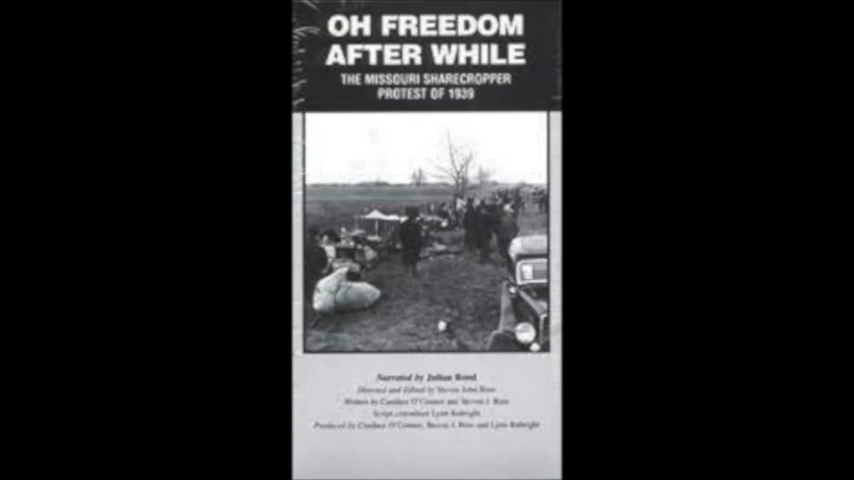 OH FREEDOM
AFTER WHILE
THE MISSOURI SHARECROPPER
PROTEST OF 1939
Narrated by Julian Bond
Directed and Edited by Steven John Ross
Written by Candace O'Connor and Steven J. Ross
Script consultant Lynn Rubright
Produced by Candace O'Connor, Steven J. Ross and Lynn Rubright